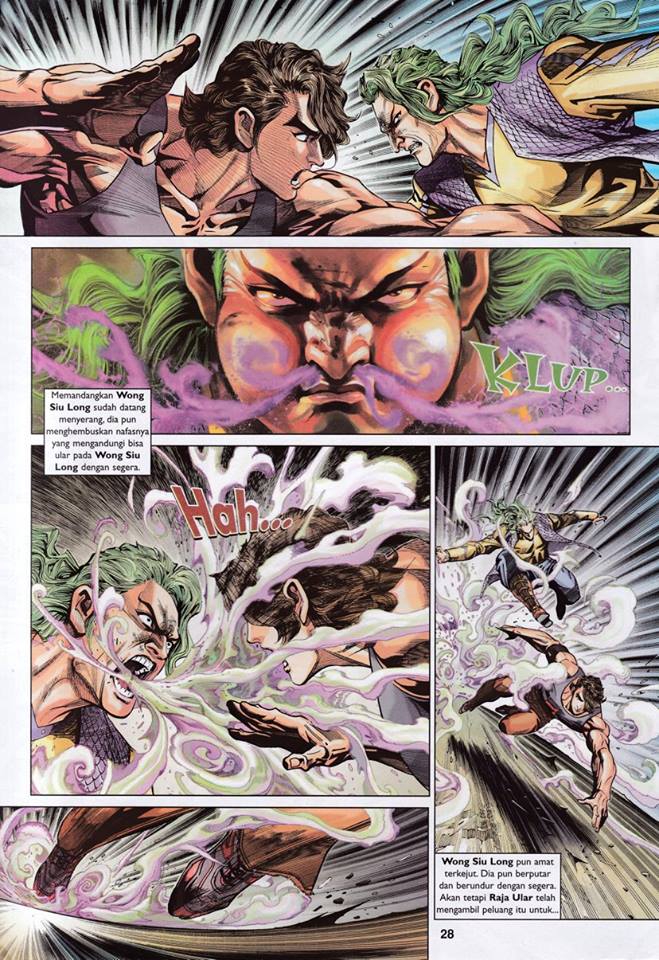 KLUP...
Memandangkan Wong
Siu Long sudah datang
menyerang, dia pun
menghembuskan nafasnya
yang mengandungi bisa
ular pada Wong Siu
Long dengan segera.
Hah...
Wong Siu Long pun amat
terkejut. Dia pun berputar
dan berundur dengan segera.
Akan tetapi Raja Ular telah
mengambil peluang itu untuk...
28